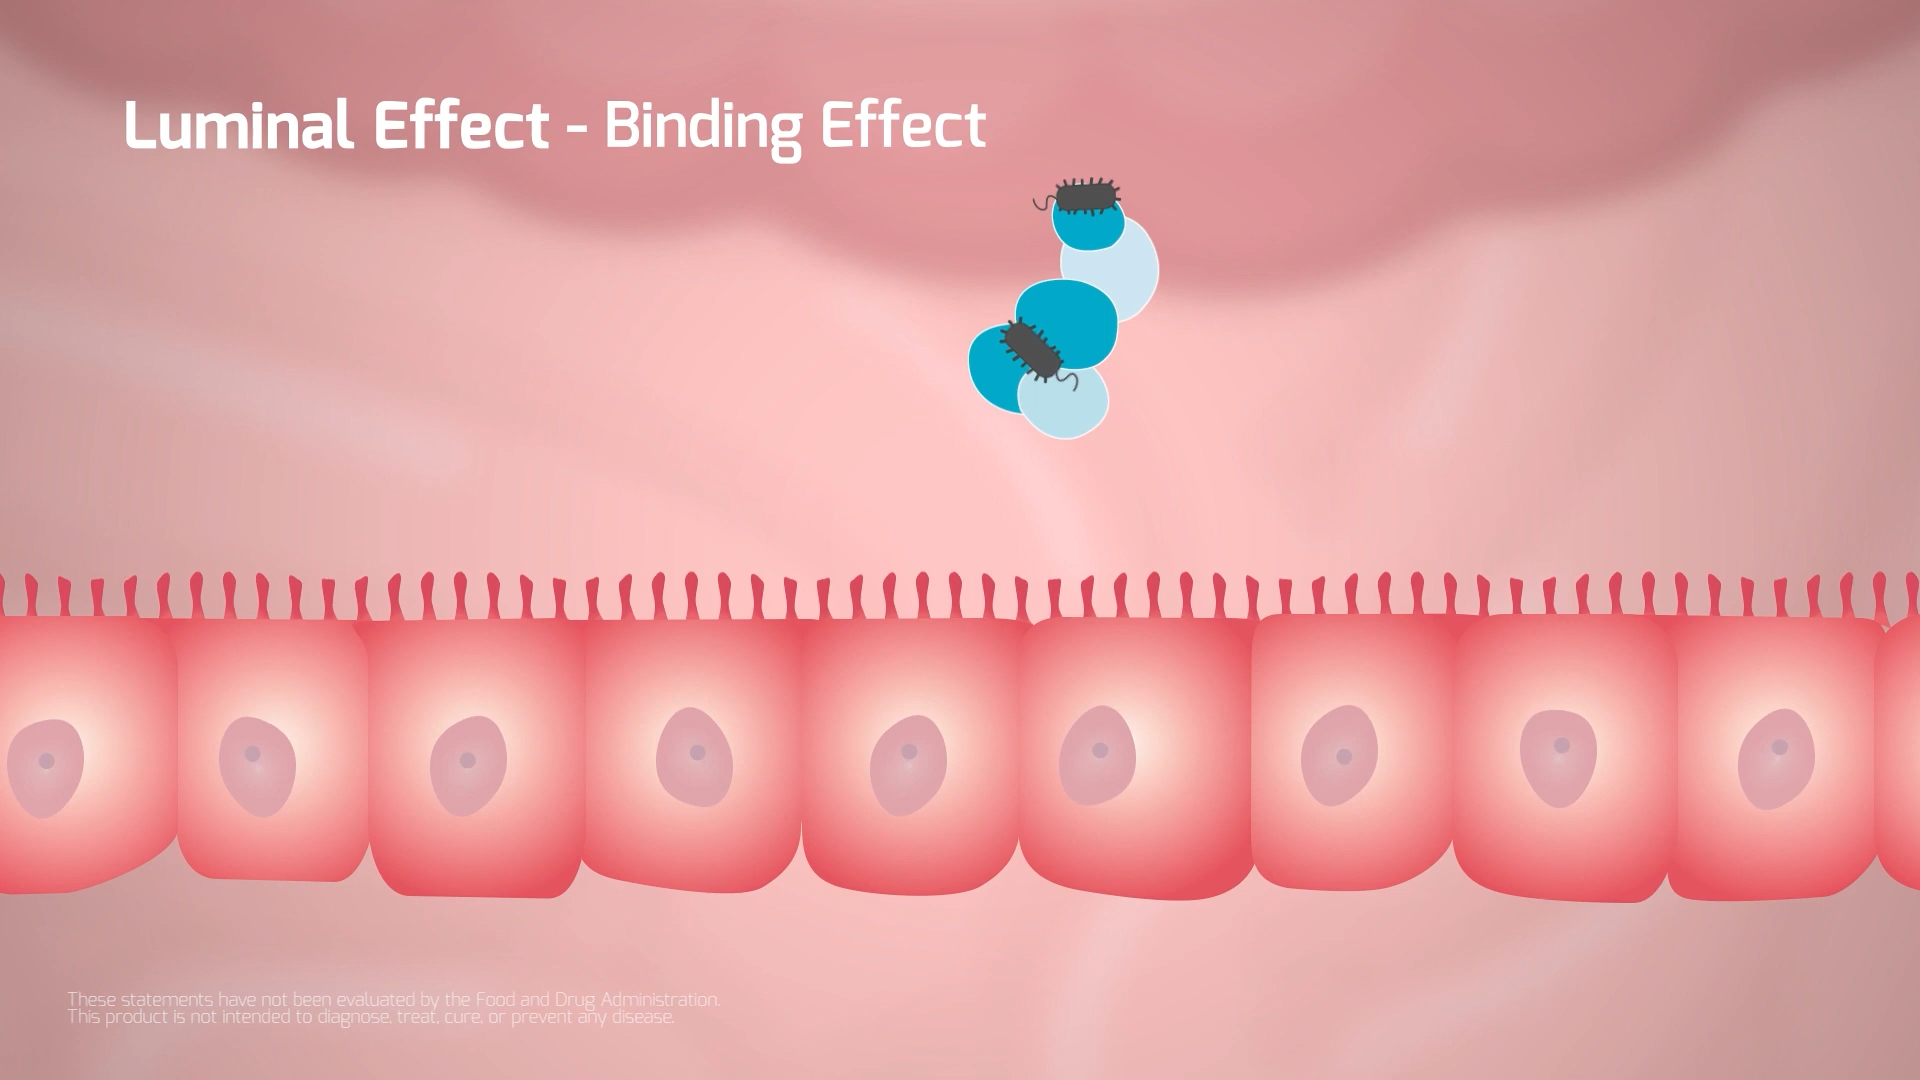 Luminal Effect - Binding Effect
These statements have not been evaluated by the Food and Drug Administration.
This product is not intended to diagnose, treat, cure, or prevent any disease.